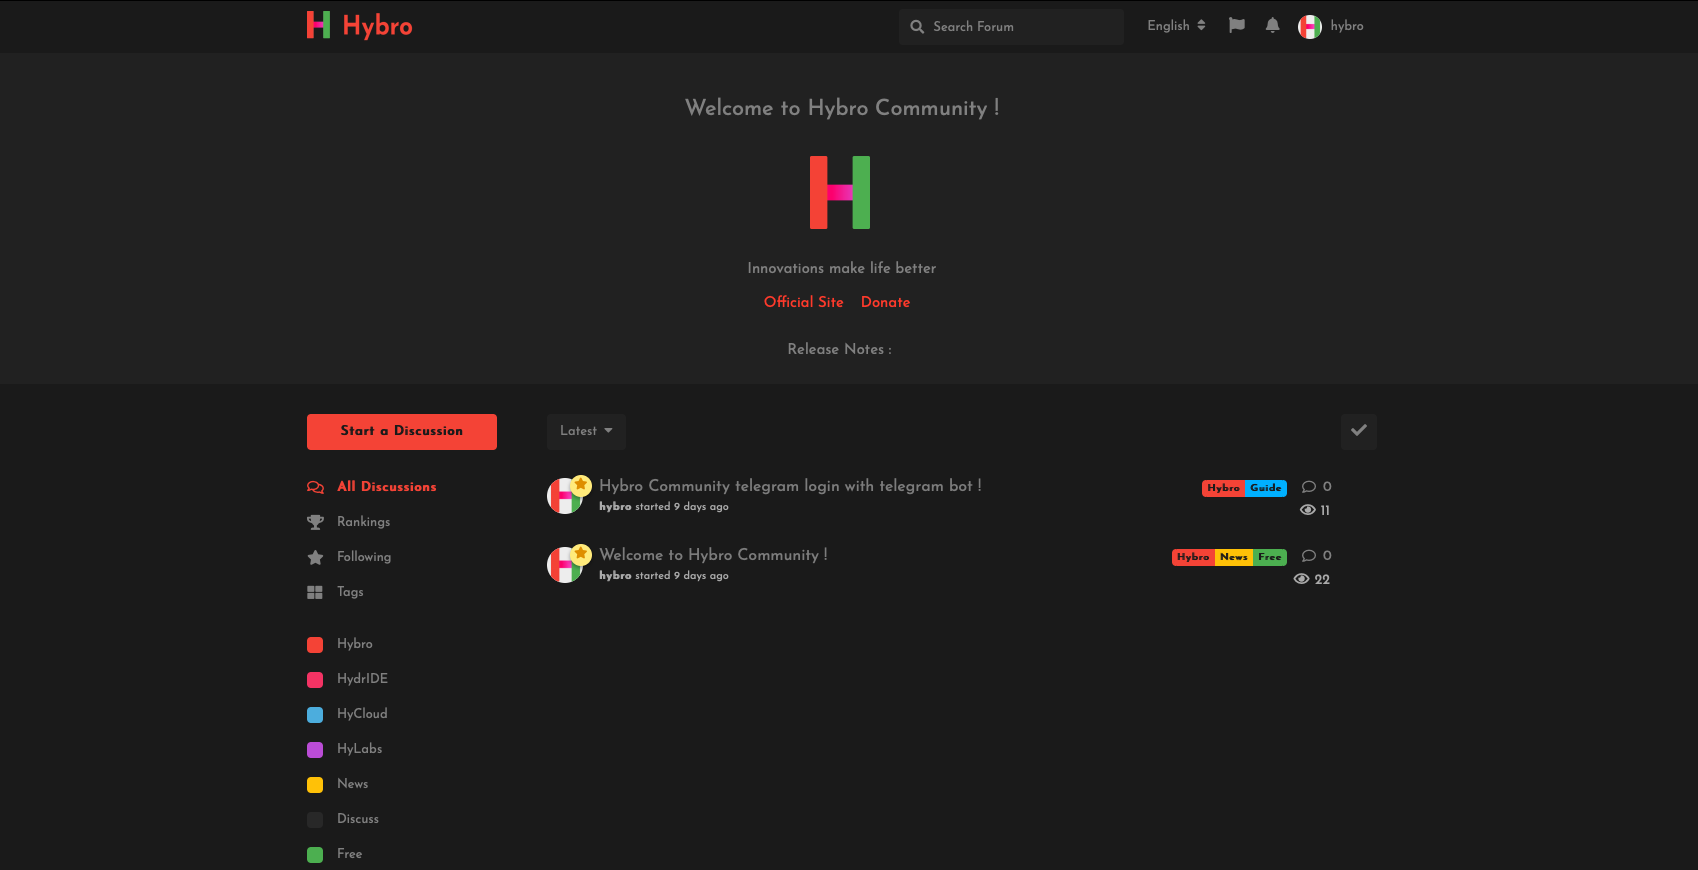 Hybro
Search Forum
English
hybro
Welcome to Hybro Community !
Innovations make life better
Official Site Donate
Release Notes :
Start a Discussion
Latest
All Discussions
Rankings
Following
Tags
Hybro
HydrIDE
HyCloud
HyLabs
News
Discuss
Free
Hybro Community telegram login with telegram bot !
hybro started 9 days ago
Hybro Guide 0
11
Welcome to Hybro Community !
hybro started 9 days ago
Hybro News Free 0
22